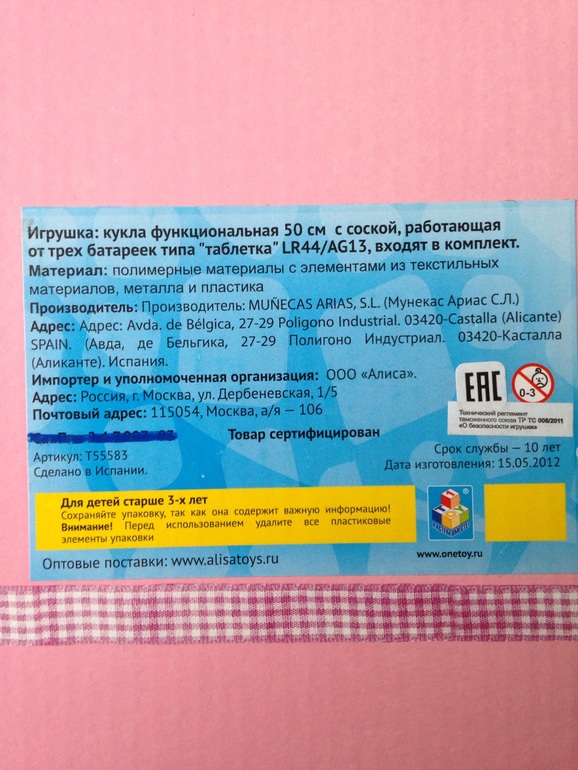 Игрушка: кукла функциональная 50 см с соской, работающая
от трех батареек типа "таблетка" LR44/AG13, входят в комплект.
Материал: полимерные материалы с элементами из текстильных
материалов, металла и пластика
Производитель: Производитель: MUÑECAS ARIAS, S.L. (Мунекас Ариас С.Л.)
Адрес: Адрес: Avda. de Bélgica, 27-29 Poligono Industrial. 03420-Castalla (Alicante)
SPAIN. (Авда, де Бельгика, 27-29 Полигоно Индустриал. 03420-Касталла
(Аликанте). Испания.
Импортер и уполномоченная организация: ООО «Алиса».
Адрес: Россия, г. Москва, ул. Дербеневская, 1/5
Почтовый адрес: 115054, Москва, а/я – 106
EAC
0-3
Технический регламент
таможенного союза ТР ТС 008/2011
«О безопасности игрушек»
Товар сертифицирован
Артикул: T55583
Сделано в Испании.
Срок службы – 10 лет
Дата изготовления: 15.05.2012
Для детей старше 3-х лет
Сохраняйте упаковку, так как она содержит важную информацию!
Внимание! Перед использованием удалите все пластиковые
элементы упаковки
Оптовые поставки: www.alisatoys.ru
www.onetoy.ru